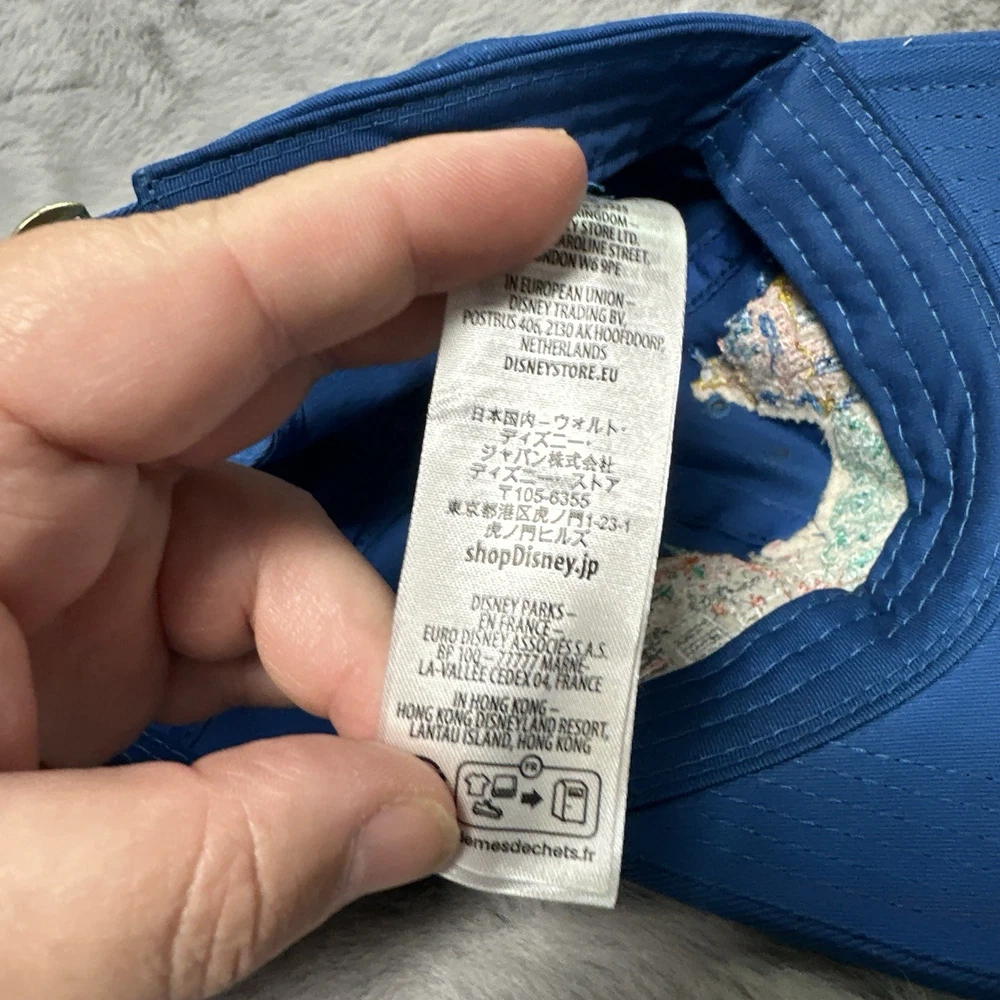 KINGDOM –
STORE LTD.
CAROLINE STREET,
LONDON W6 9PE
IN EUROPEAN UNION –
DISNEY TRADING BV,
POSTBUS 406, 2130 AK HOOFDDORP,
NETHERLANDS
DISNEYSTORE.EU
日本国内 – ウォルト・
ディズニー・
ジャパン株式会社
ディズニーストア
〒105-6355
東京都港区虎ノ門1-23-1
虎ノ門ヒルズ
shopDisney.jp
DISNEY PARKS –
EN FRANCE –
EURO DISNEY ASSOCIÉS S.A.S.
BP 100 – 77777 MARNE-
LA-VALLÉE CEDEX 04, FRANCE
IN HONG KONG –
HONG KONG DISNEYLAND RESORT,
LANTAU ISLAND, HONG KONG
FR
demesdechets.fr